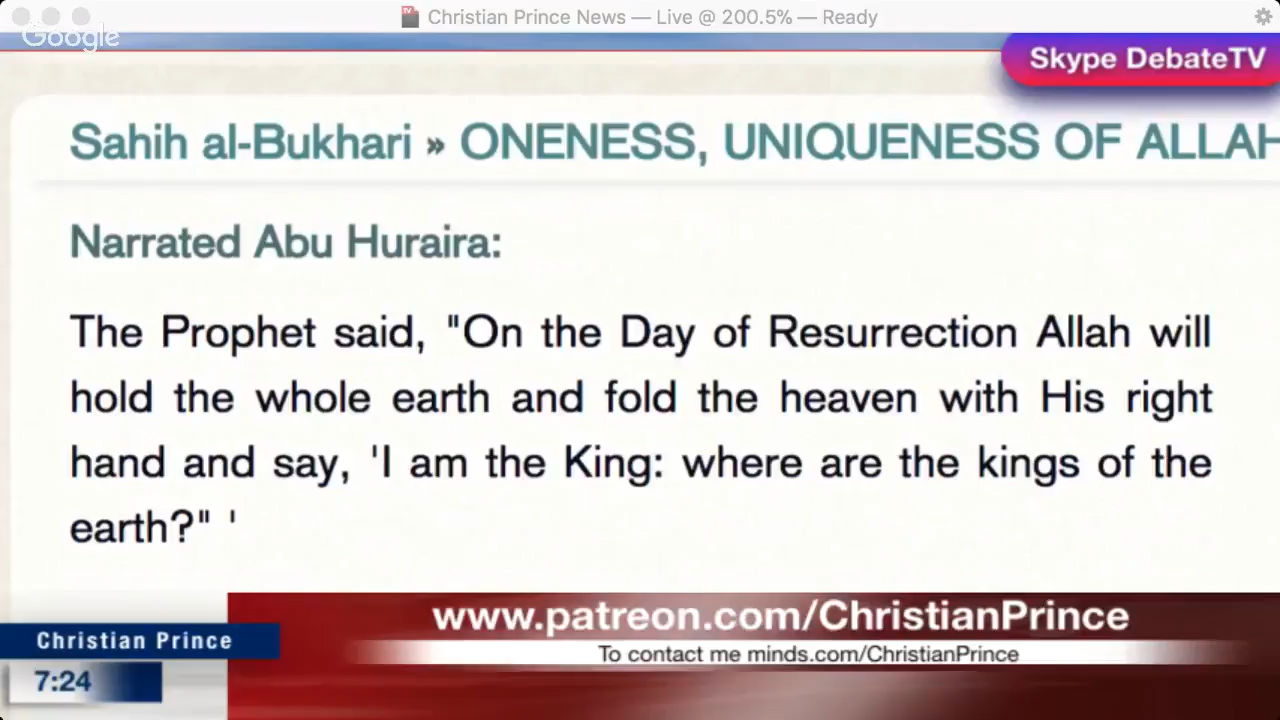 Christian Prince News — Live @ 200.5% — Ready
Google
Skype DebateTV
Sahih al-Bukhari » ONENESS, UNIQUENESS OF ALLAH
Narrated Abu Huraira:
The Prophet said, "On the Day of Resurrection Allah will
hold the whole earth and fold the heaven with His right
hand and say, 'I am the King: where are the kings of the
earth?" '
www.patreon.com/ChristianPrince
Christian Prince
To contact me minds.com/ChristianPrince
7:24